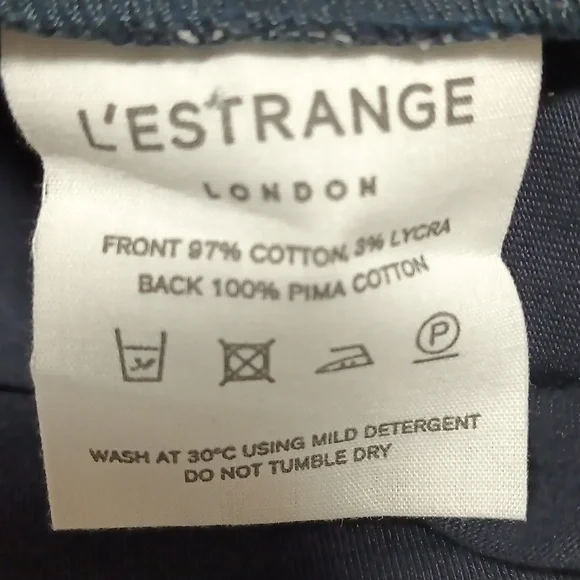 L'ESTRANGE
LONDON
FRONT 97% COTTON, 3% LYCRA
BACK 100% PIMA COTTON
30 P
WASH AT 30°C USING MILD DETERGENT
DO NOT TUMBLE DRY